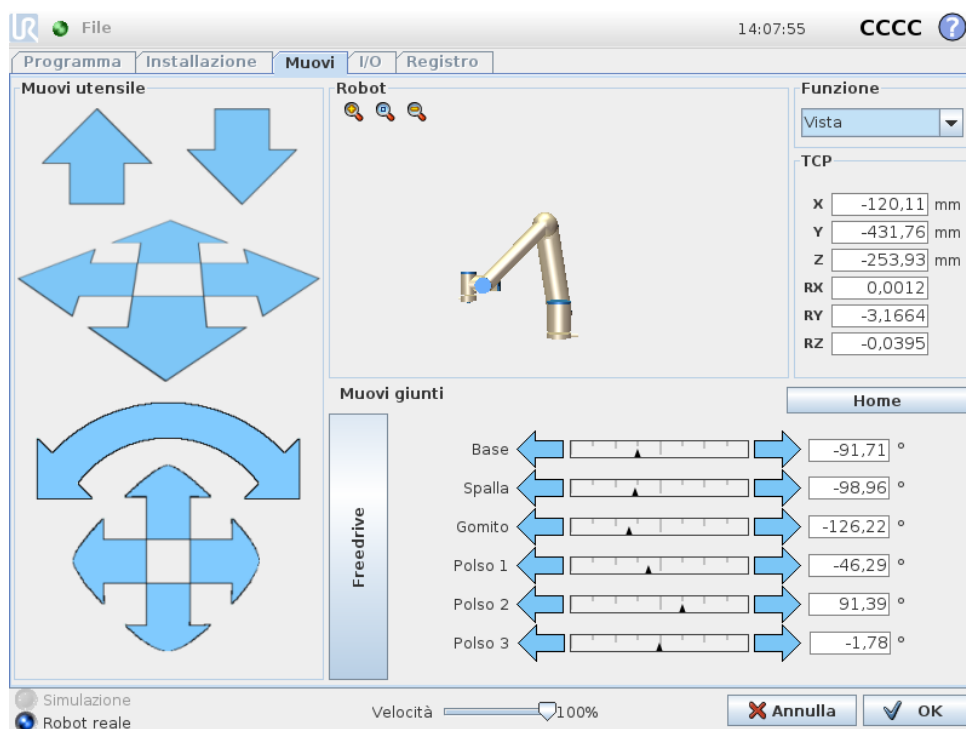 UR File 14:07:55 CCCC ?
Programma Installazione Muovi I/O Registro
Muovi utensile
Robot
Funzione
Vista
TCP
X -120,11 mm
Y -431,76 mm
Z -253,93 mm
RX 0,0012
RY -3,1664
RZ -0,0395
Muovi giunti
Home
Freedrive
Base -91,71 °
Spalla -98,96 °
Gomito -126,22 °
Polso 1 -46,29 °
Polso 2 91,39 °
Polso 3 -1,78 °
Simulazione
Robot reale
Velocità 100%
Annulla
OK